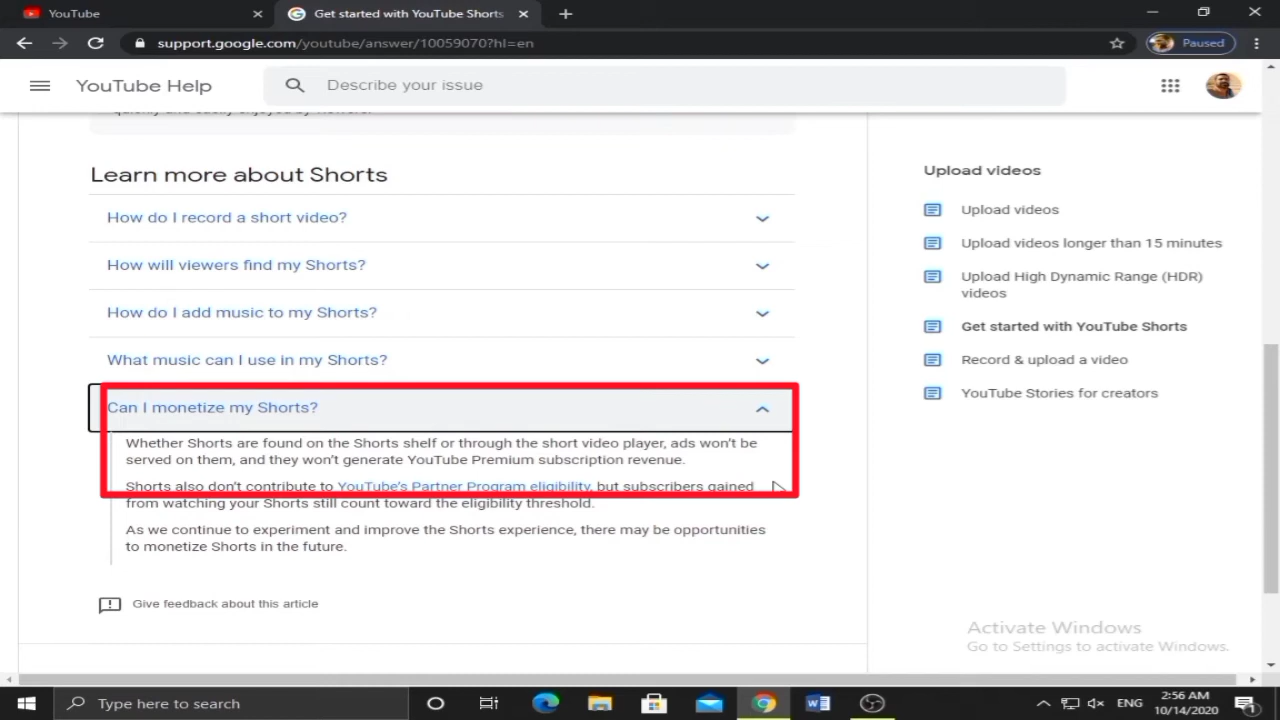 YouTube
Get started with YouTube Shorts
support.google.com/youtube/answer/10059070?hl=en
Paused
YouTube Help
Describe your issue
quickly and easily enjoyed by viewers.
Learn more about Shorts
How do I record a short video?
How will viewers find my Shorts?
How do I add music to my Shorts?
What music can I use in my Shorts?
Can I monetize my Shorts?
Whether Shorts are found on the Shorts shelf or through the short video player, ads won't be
served on them, and they won't generate YouTube Premium subscription revenue.
Shorts also don't contribute to YouTube's Partner Program eligibility, but subscribers gained
from watching your Shorts still count toward the eligibility threshold.
As we continue to experiment and improve the Shorts experience, there may be opportunities
to monetize Shorts in the future.
Give feedback about this article
Upload videos
Upload videos
Upload videos longer than 15 minutes
Upload High Dynamic Range (HDR)
videos
Get started with YouTube Shorts
Record & upload a video
YouTube Stories for creators
Activate Windows
Go to Settings to activate Windows.
Type here to search
ENG
2:56 AM
10/14/2020
1